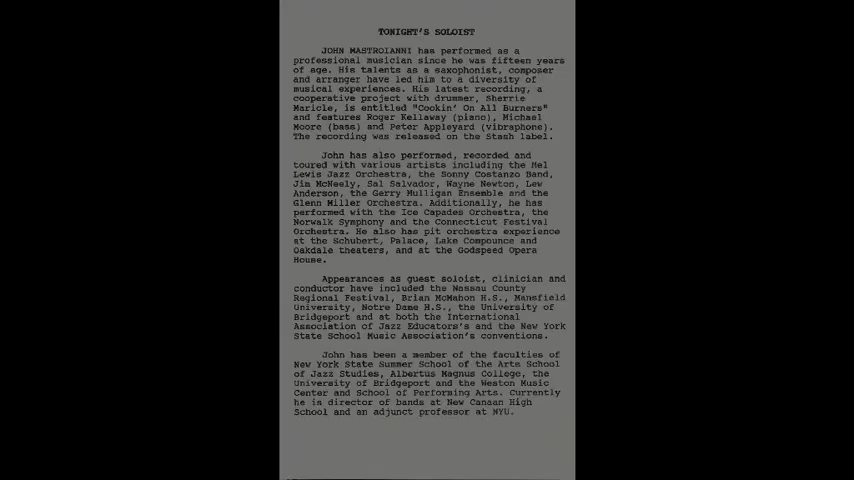 TONIGHT'S SOLOIST
JOHN MASTROIANNI has performed as a
professional musician since he was fifteen years
of age. His talents as a saxophonist, composer
and arranger have led him to a diversity of
musical experiences. His latest recording, a
cooperative project with drummer, Sherrie
Maricle, is entitled "Cookin' On All Burners"
and features Roger Kellaway (piano), Michael
Moore (bass) and Peter Appleyard (vibraphone).
The recording was released on the Stash label.
John has also performed, recorded and
toured with various artists including the Mel
Lewis Jazz Orchestra, the Sonny Costanzo Band,
Jim McNeely, Sal Salvador, Wayne Newton, Lew
Anderson, the Gerry Mulligan Ensemble and the
Glenn Miller Orchestra. Additionally, he has
performed with the Ice Capades Orchestra, the
Norwalk Symphony and the Connecticut Festival
Orchestra. He also has pit orchestra experience
at the Schubert, Palace, Lake Compounce and
Oakdale theaters, and at the Godspeed Opera
House.
Appearances as guest soloist, clinician and
conductor have included the Nassau County
Regional Festival, Brian McMahon H.S., Mansfield
University, Notre Dame H.S., the University of
Bridgeport and at both the International
Association of Jazz Educators's and the New York
State School Music Association's conventions.
John has been a member of the faculties of
New York State Summer School of the Arts School
of Jazz Studies, Albertus Magnus College, the
University of Bridgeport and the Weston Music
Center and School of Performing Arts. Currently
he is director of bands at New Canaan High
School and an adjunct professor at NYU.